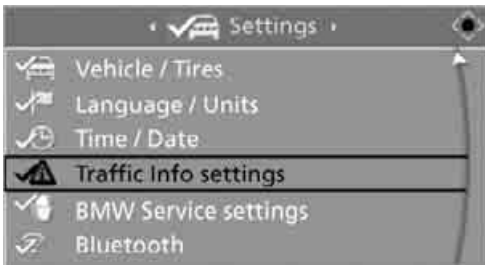 Settings
Vehicle / Tires
Language / Units
Time / Date
Traffic Info settings
BMW Service settings
Bluetooth